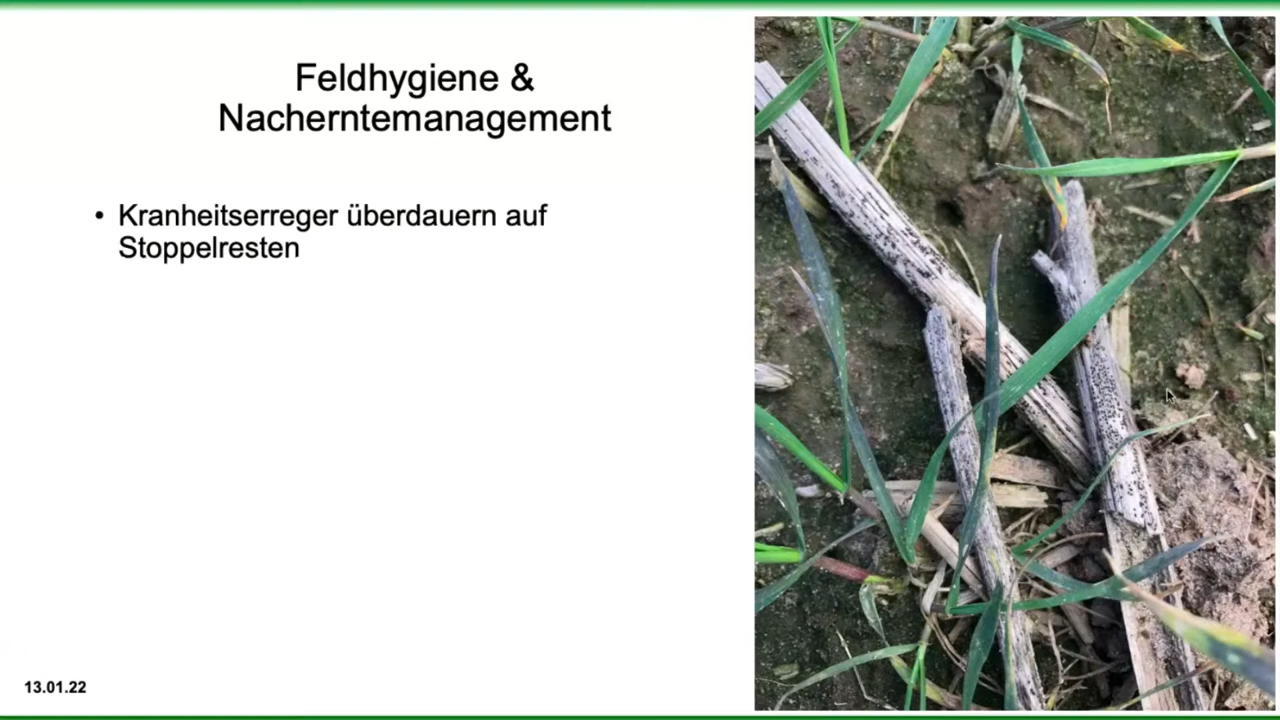 Feldhygiene &
Nacherntemanagement
• Kranheitserreger überdauern auf
Stoppelresten
13.01.22